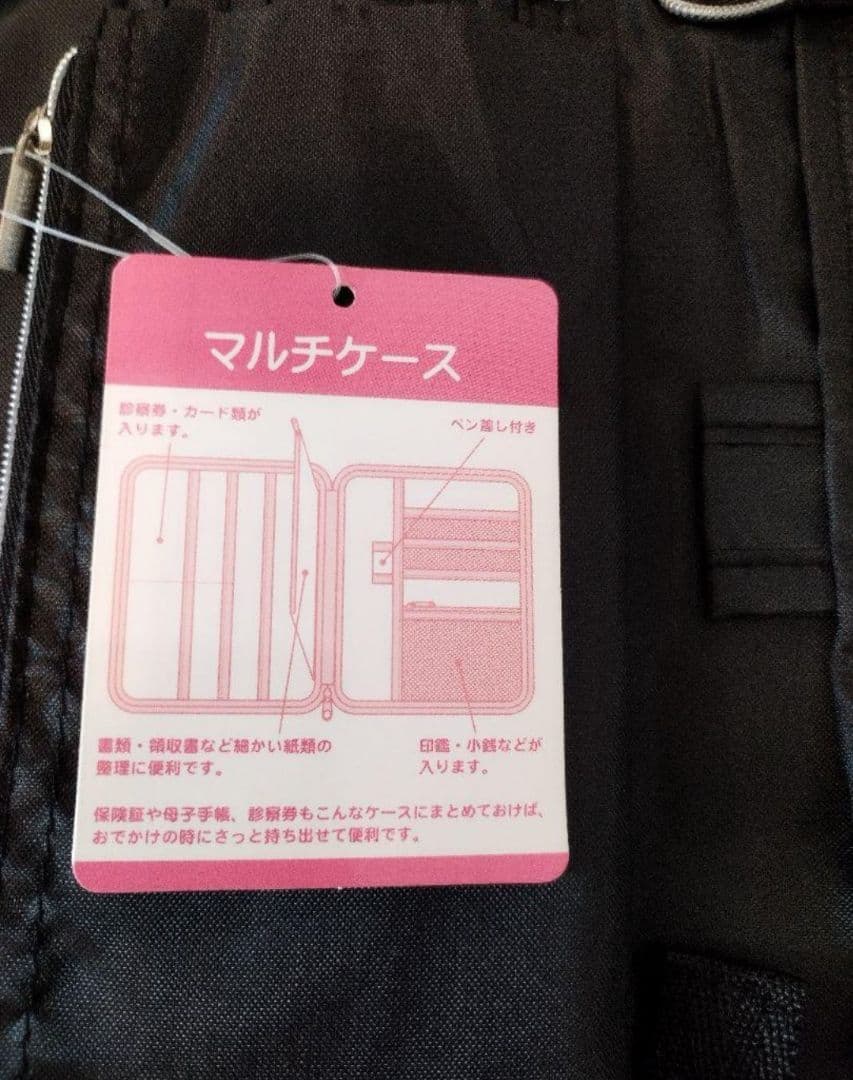 マルチケース
診察券・カード類が
入ります。
ペン差し付き
書類・領収書など細かい紙類の
整理に便利です。
印鑑・小銭などが
入ります。
保険証や母子手帳、診察券もこんなケースにまとめておけば、
おでかけの時にさっと持ち出せて便利です。